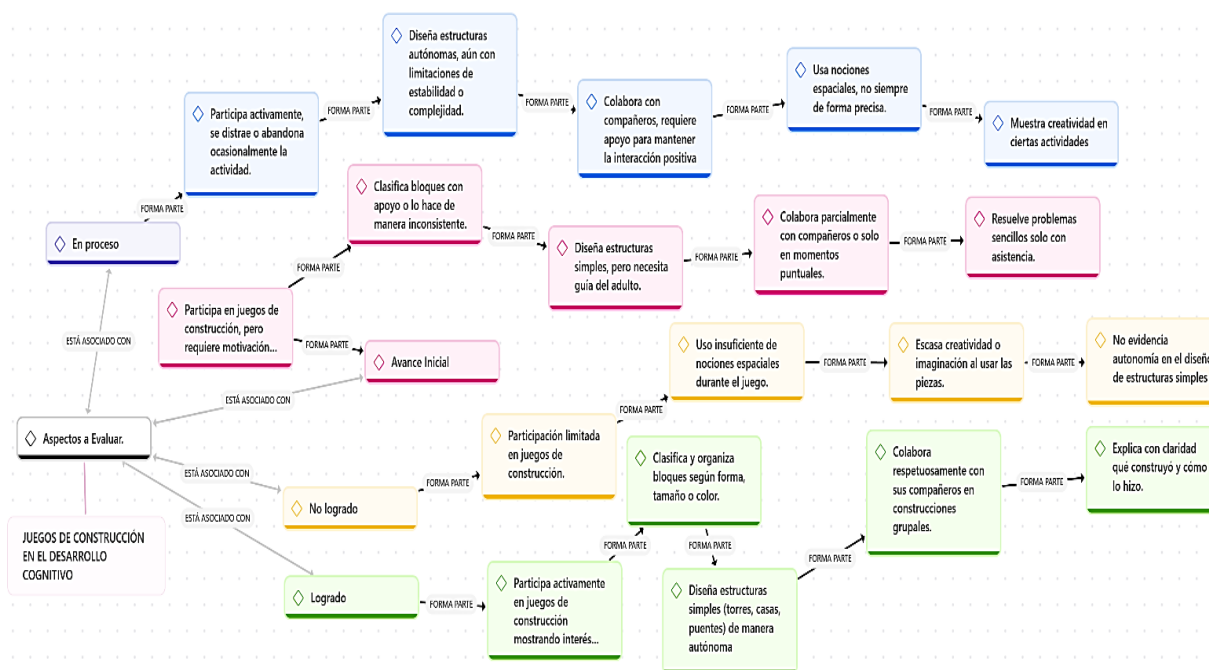 Diseña estructuras
autónomas, aún con
limitaciones de
estabilidad o
complejidad.
Usa nociones
espaciales, no siempre
de forma precisa.
Participa activamente,
se distrae o abandona
ocasionalmente la
actividad.
FORMA PARTE
FORMA PARTE
Colabora con
compañeros, requiere
apoyo para mantener
la interacción positiva
FORMA PARTE
FORMA PARTE
Muestra creatividad en
ciertas actividades
FORMA PARTE
En proceso
Clasifica bloques con
apoyo o lo hace de
manera inconsistente.
FORMA PARTE
Diseña estructuras
simples, pero necesita
guía del adulto.
FORMA PARTE
Colabora parcialmente
con compañeros o solo
en momentos
puntuales.
FORMA PARTE
Resuelve problemas
sencillos solo con
asistencia.
FORMA PARTE
Participa en juegos de
construcción, pero
requiere motivación...
FORMA PARTE
Avance Inicial
ESTÁ ASOCIADO CON
ESTÁ ASOCIADO CON
Uso insuficiente de
nociones espaciales
durante el juego.
FORMA PARTE
Escasa creatividad o
imaginación al usar las
piezas.
FORMA PARTE
No evidencia
autonomía en el diseño
de estructuras simples
FORMA PARTE
Aspectos a Evaluar.
Participación limitada
en juegos de
construcción.
FORMA PARTE
ESTÁ ASOCIADO CON
No logrado
ESTÁ ASOCIADO CON
Clasifica y organiza
bloques según forma,
tamaño o color.
Colabora
respetuosamente con
sus compañeros en
construcciones
grupales.
FORMA PARTE
Explica con claridad
qué construyó y cómo
lo hizo.
JUEGOS DE CONSTRUCCIÓN
EN EL DESARROLLO
COGNITIVO
FORMA PARTE
FORMA PARTE
FORMA PARTE
Logrado
FORMA PARTE
Participa activamente
en juegos de
construcción
mostrando interés...
Diseña estructuras
simples (torres, casas,
puentes) de manera
autónoma